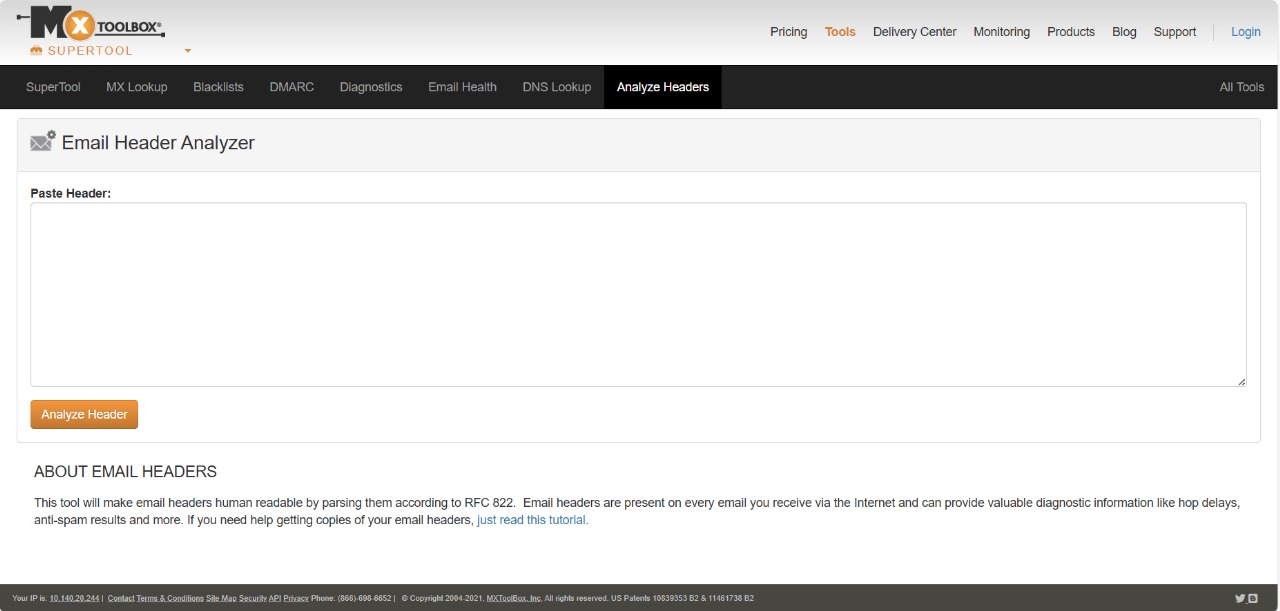 MX TOOLBOX®
SUPERTOOL
Pricing Tools Delivery Center Monitoring Products Blog Support Login
SuperTool MX Lookup Blacklists DMARC Diagnostics Email Health DNS Lookup Analyze Headers All Tools
Email Header Analyzer
Paste Header:
Analyze Header
ABOUT EMAIL HEADERS
This tool will make email headers human readable by parsing them according to RFC 822. Email headers are present on every email you receive via the Internet and can provide valuable diagnostic information like hop delays,
anti-spam results and more. If you need help getting copies of your email headers, just read this tutorial.
Your IP is: 10.140.20.244 | Contact Terms & Conditions Site Map Security API Privacy Phone: (866)-698-6652 | © Copyright 2004-2021, MXToolBox, Inc, All rights reserved. US Patents 10839353 B2 & 11461738 B2